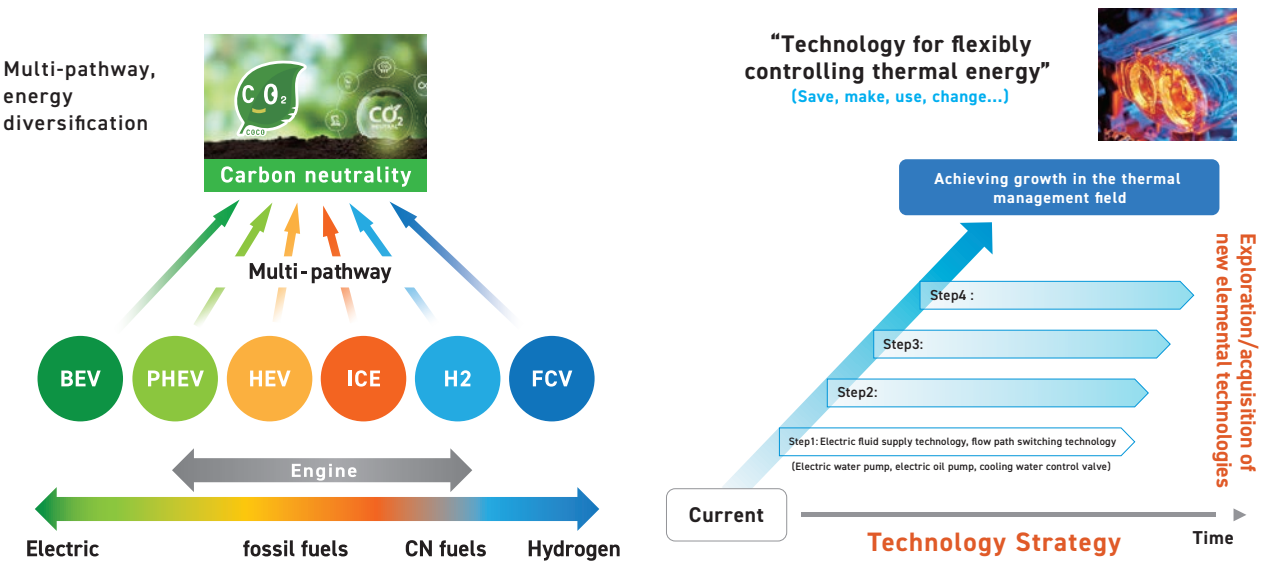 Multi-pathway,
energy
diversification
CO₂
COCO
CO₂
NEUTRAL
Carbon neutrality
Multi-pathway
BEV
PHEV
HEV
ICE
H2
FCV
Engine
Electric
fossil fuels
CN fuels
Hydrogen
“Technology for flexibly
controlling thermal energy”
(Save, make, use, change...)
Achieving growth in the thermal
management field
Step4 :
Step3:
Step2:
Step1: Electric fluid supply technology, flow path switching technology
(Electric water pump, electric oil pump, cooling water control valve)
Exploration/acquisition of
new elemental technologies
Current
Technology Strategy
Time